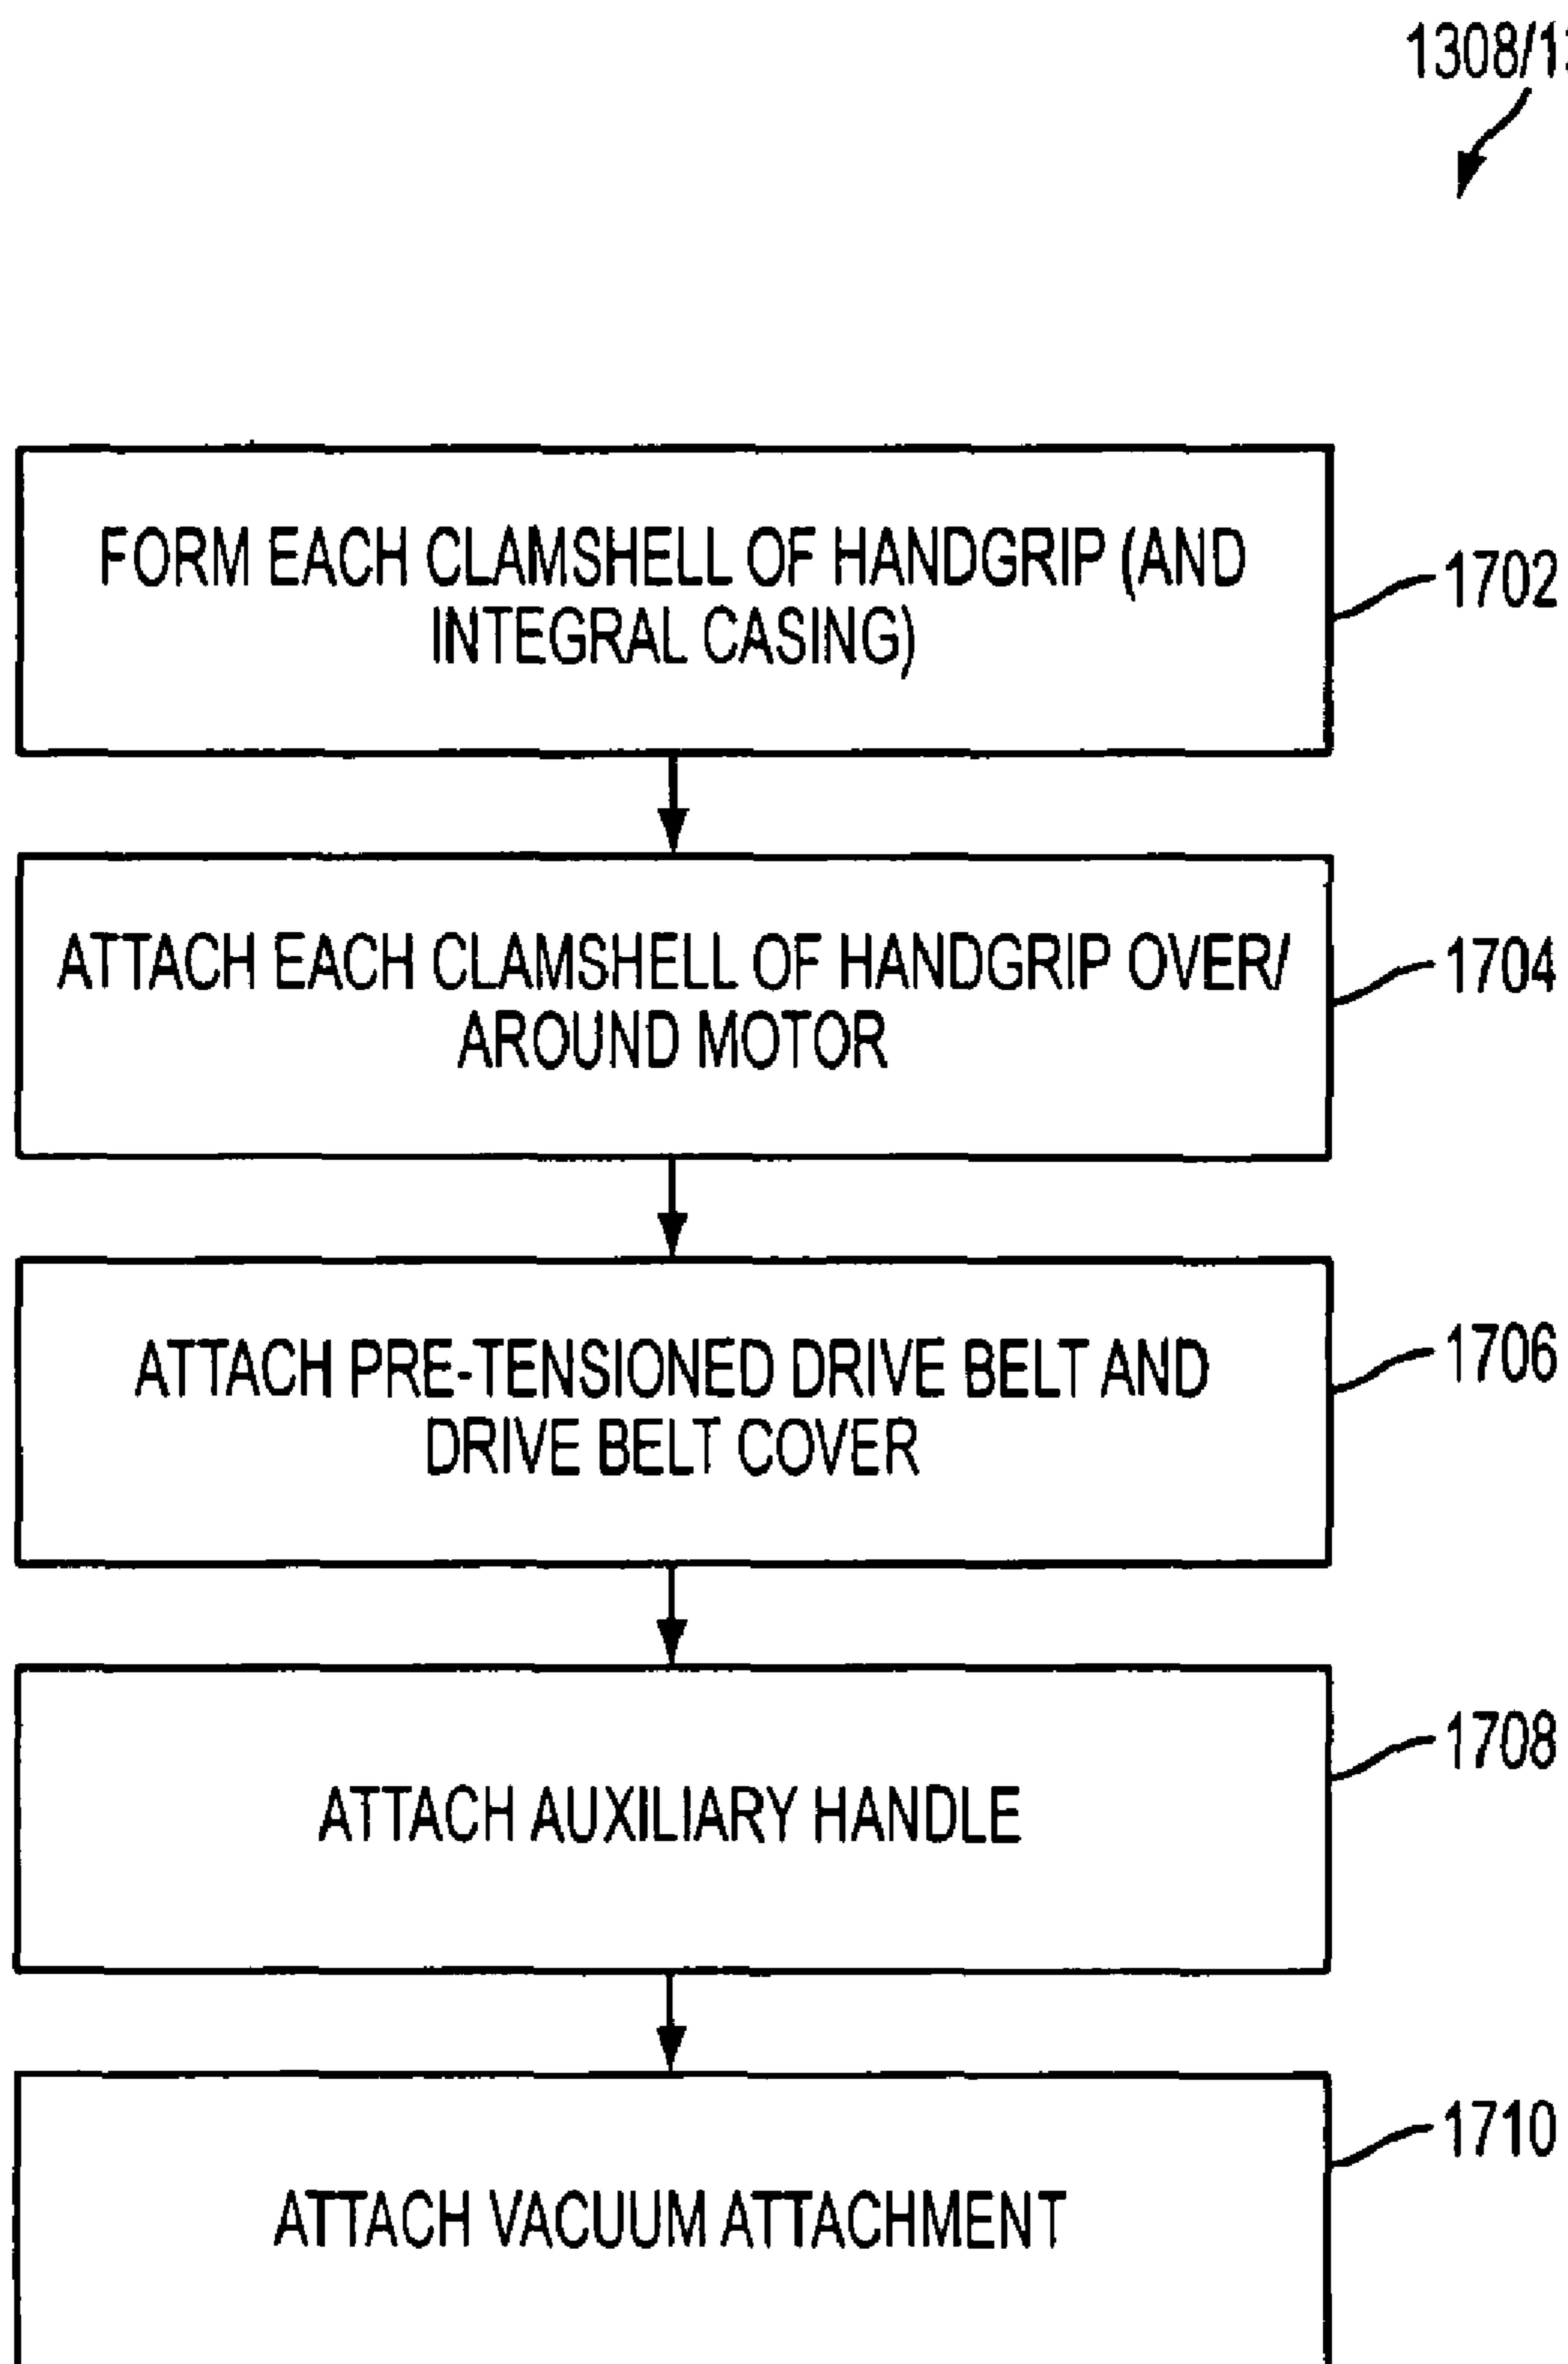 1308/13
FORM EACH CLAMSHELL OF HANDGRIP (AND
INTEGRAL CASING)
1702
ATTACH EACH CLAMSHELL OF HANDGRIP OVER/
AROUND MOTOR
1704
ATTACH PRE-TENSIONED DRIVE BELT AND
DRIVE BELT COVER
1706
ATTACH AUXILIARY HANDLE
1708
ATTACH VACUUM ATTACHMENT
1710